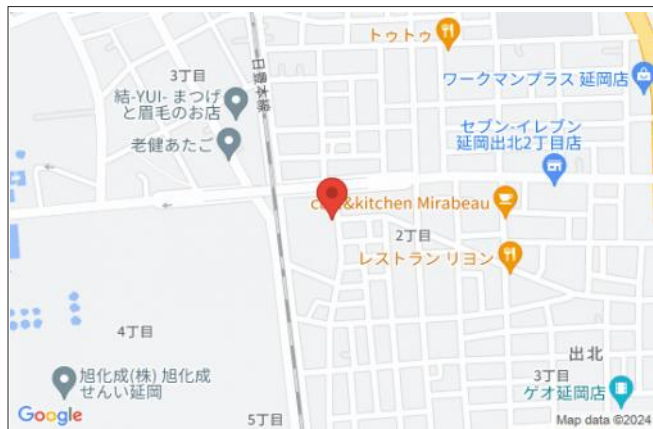 トゥトゥ
3丁目
日豊本線
ワークマンプラス 延岡店
結-YUI- まつげ
と眉毛のお店
セブン-イレブン
延岡出北2丁目店
老健あたご
&kitchen Mirabeau
2丁目
レストラン リヨン
4丁目
出北
旭化成(株) 旭化成
せんい延岡
3丁目
ゲオ延岡店
5丁目
Google
Map data ©2024